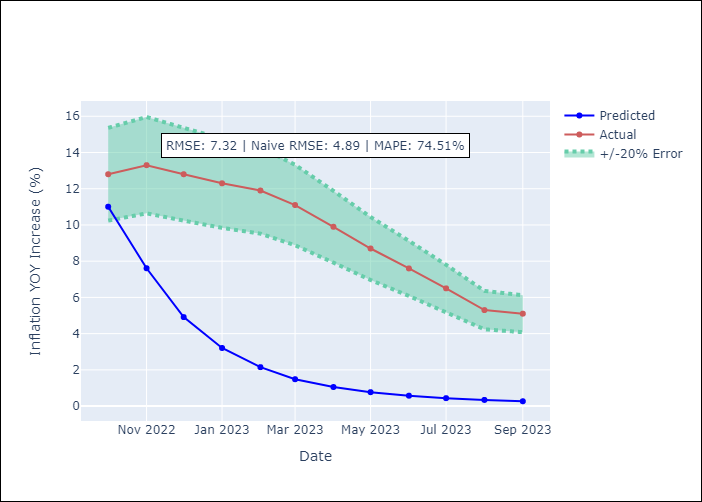 RMSE: 7.32 | Naive RMSE: 4.89 | MAPE: 74.51%
Predicted
Actual
+/-20% Error
Inflation YOY Increase (%)
16
14
12
10
8
6
4
2
0
Nov 2022 Jan 2023 Mar 2023 May 2023 Jul 2023 Sep 2023
Date